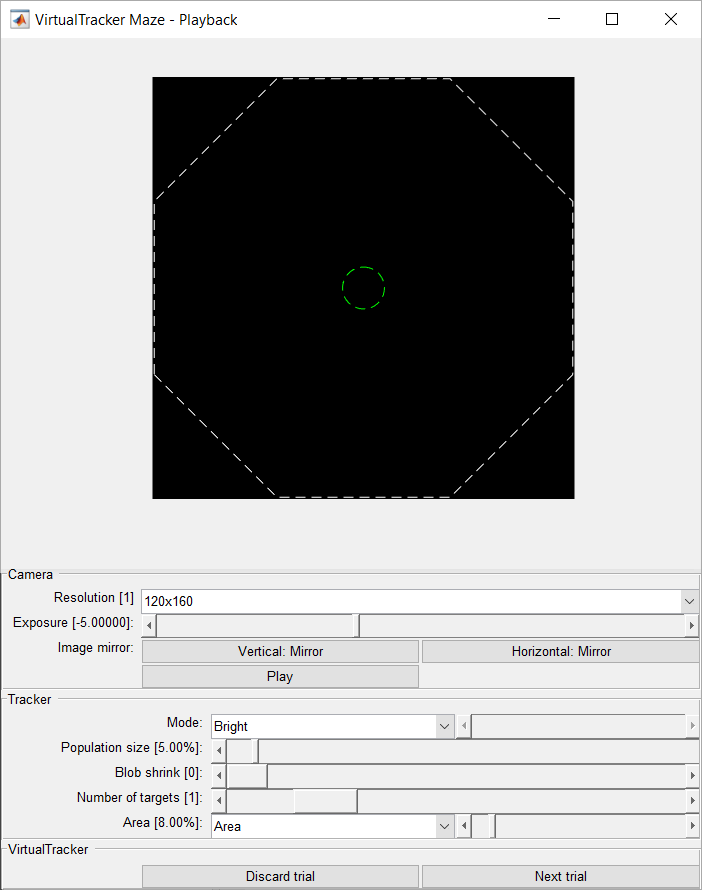 VirtualTracker Maze - Playback
Camera
Resolution [1]
120x160
Exposure [-5.00000]:
Image mirror:
Vertical: Mirror
Horizontal: Mirror
Play
Tracker
Mode:
Bright
Population size [5.00%]:
Blob shrink [0]:
Number of targets [1]:
Area [8.00%]:
Area
VirtualTracker
Discard trial
Next trial